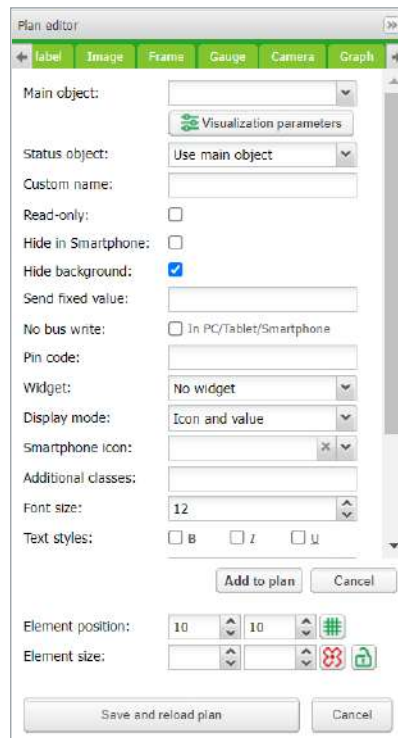 Plan editor
label Image Frame Gauge Camera Graph
Main object:
Visualization parameters
Status object: Use main object
Custom name:
Read-only:
Hide in Smartphone:
Hide background:
Send fixed value:
No bus write: In PC/Tablet/Smartphone
Pin code:
Widget: No widget
Display mode: Icon and value
Smartphone icon:
Additional classes:
Font size: 12
Text styles: B I U
Add to plan Cancel
Element position: 10 10
Element size:
Save and reload plan Cancel